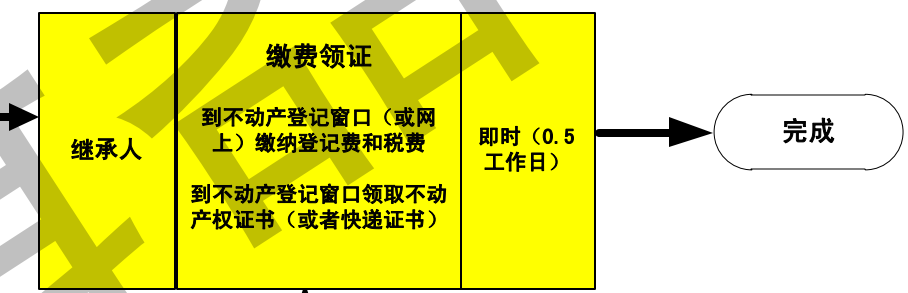 缴费领证
继承人
到不动产登记窗口（或网
上）缴纳登记费和税费
到不动产登记窗口领取不动
产权证书（或者快递证书）
即时（0.5
工作日）
完成